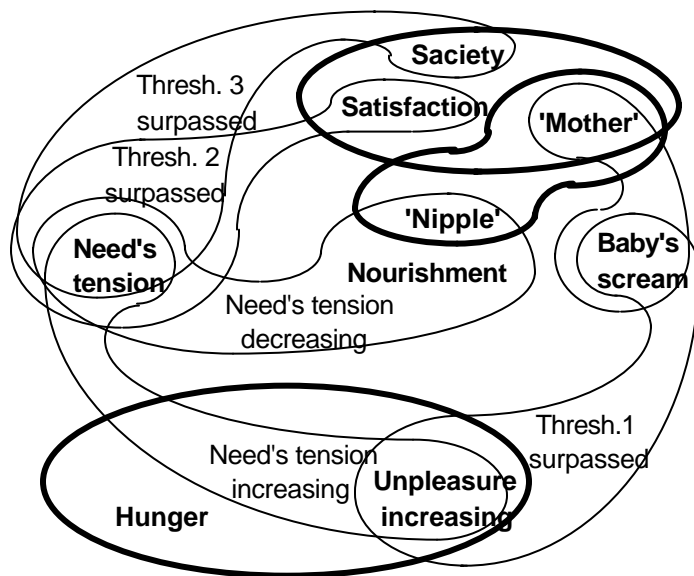 Saciety
Thresh. 3
surpassed
Satisfaction
'Mother'
Thresh. 2
surpassed
'Nipple'
Need's
tension
Baby's
scream
Nourishment
Need's tension
decreasing
Thresh.1
surpassed
Need's tension
increasing
Unpleasure
increasing
Hunger